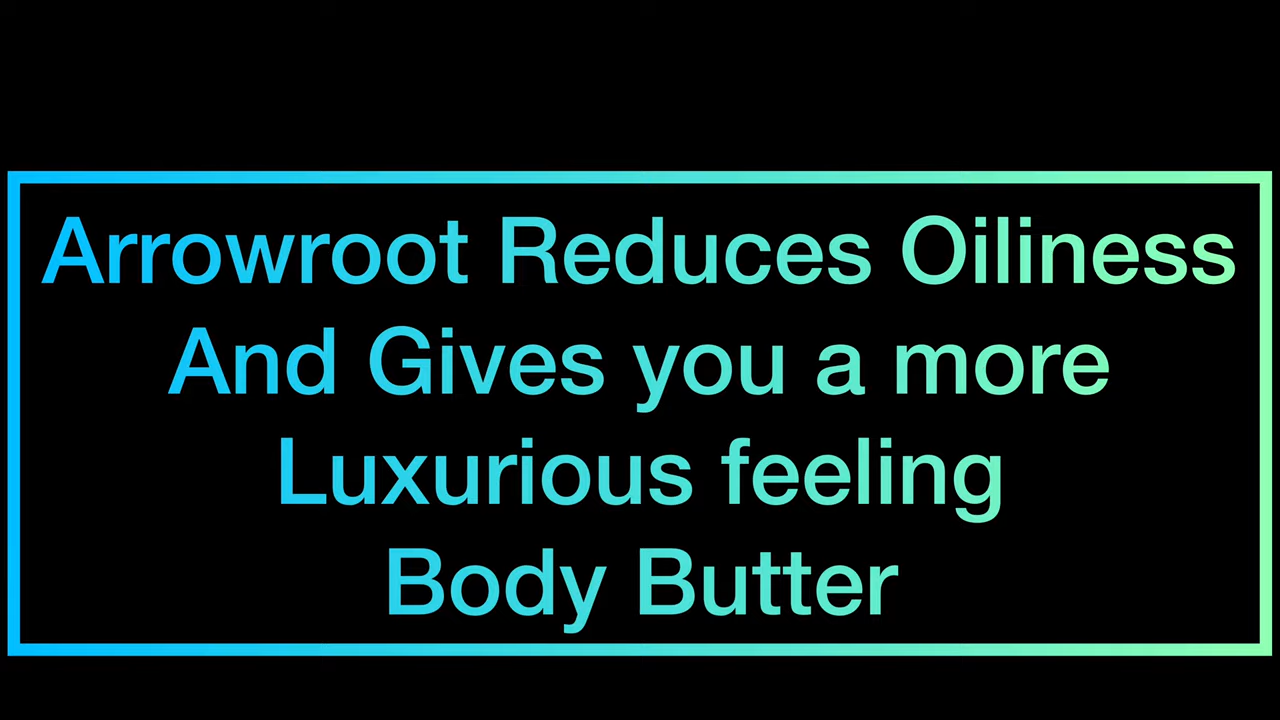 Arrowroot Reduces Oiliness
And Gives you a more
Luxurious feeling
Body Butter